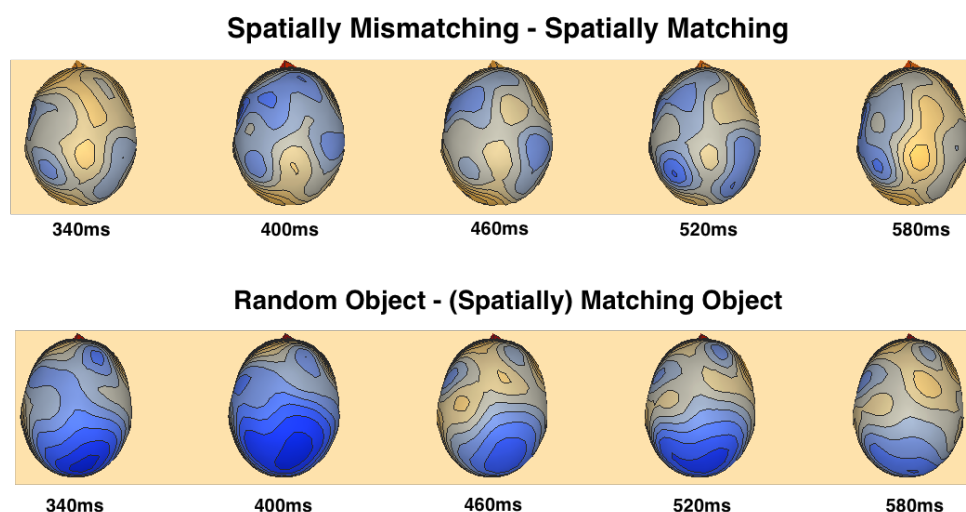 Spatially Mismatching - Spatially Matching
340ms 400ms 460ms 520ms 580ms
Random Object - (Spatially) Matching Object
340ms 400ms 460ms 520ms 580ms